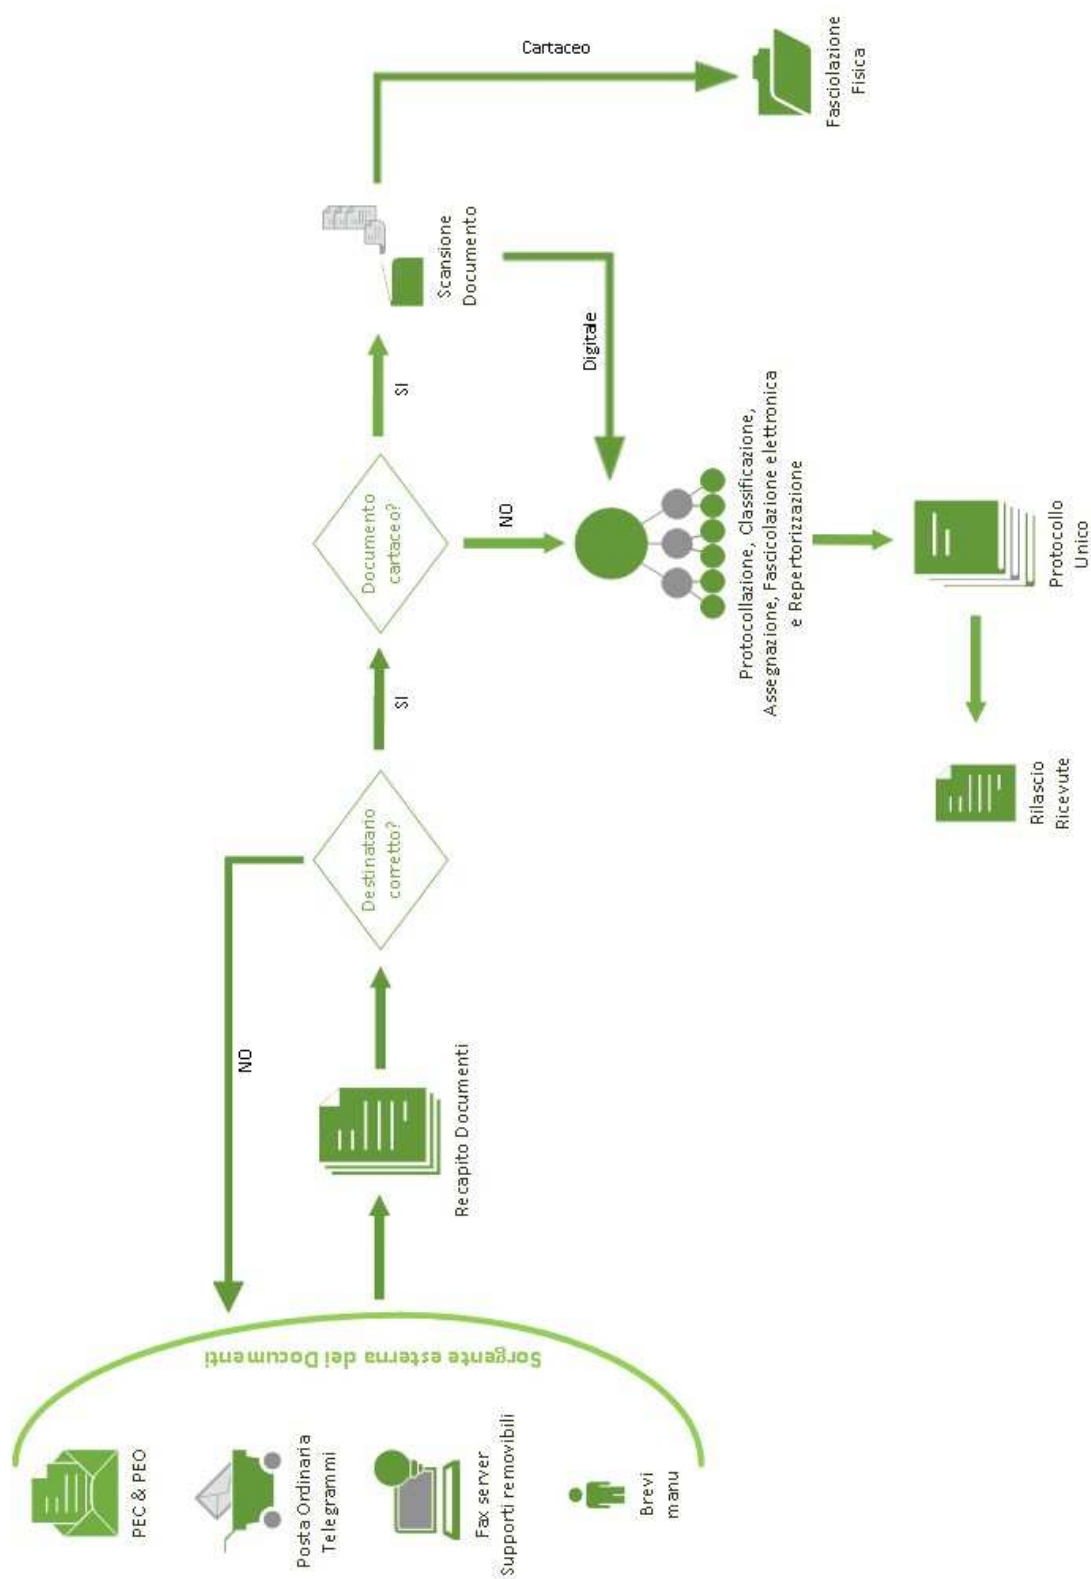 PEC & PEO
Posta Ordinaria
Telegrammi
Fax server
Supporti removibili
Brevi
manu
Sorgente esterna dei Documenti
Recapito Documenti
NO
Destinatario
corretto?
SI
Documento
cartaceo?
SI
NO
Scansione
Documento
Cartaceo
Fasciolazione
Fisica
Digitale
Protocollazione, Classificazione,
Assegnazione, Fascicolazione elettronica
e Repertorizzazione
Protocollo
Unico
Rilascio
Ricevute